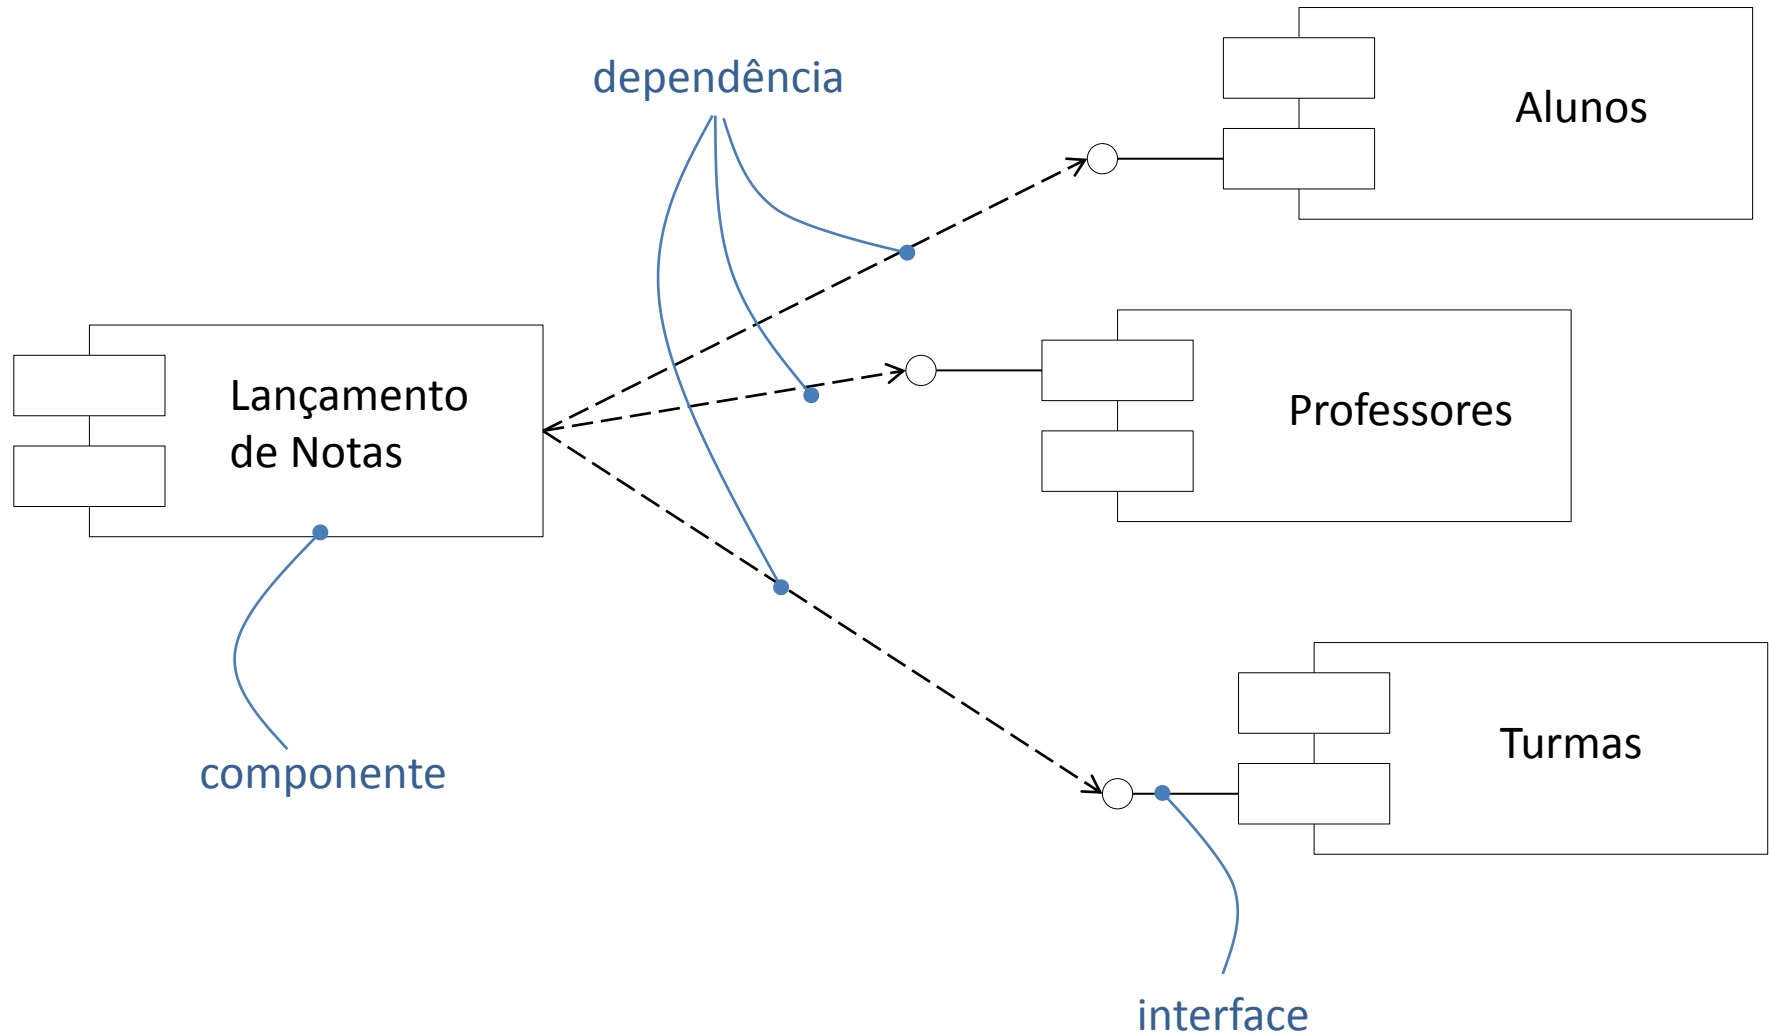 dependência
Alunos
Lançamento
de Notas
Professores
Turmas
componente
interface